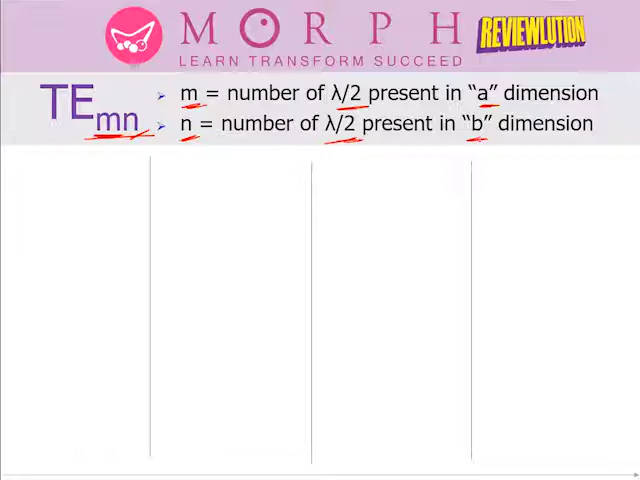 MORPH
LEARN TRANSFORM SUCCEED
REVIEWLUTION
TEmn
➢ m = number of λ/2 present in “a” dimension
➢ n = number of λ/2 present in “b” dimension